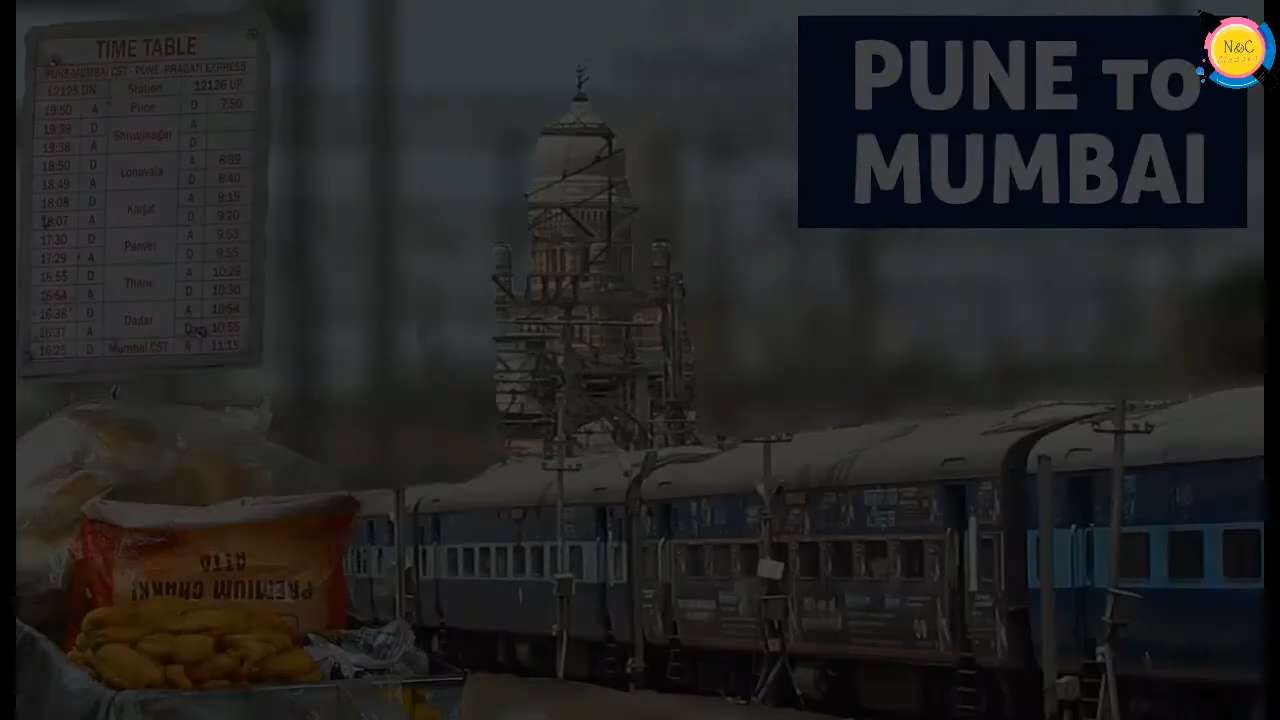 TIME TABLE
PUNE-MUMBAI CST - PUNE- PRAGATI EXPRESS
12125 DN Station 12126 UP
19:50 A Pune D 7:50
19:39 D Shivajinagar A
19:38 A D
18:50 D Lonavala A 8:39
18:49 A D 8:40
18:08 D Karjat A 9:19
18:07 A D 9:20
17:30 D Panvel A 9:53
17:29 A D 9:55
16:55 D Thane A 10:28
16:54 A D 10:30
16:38 D Dadar A 10:54
16:37 A D 10:55
16:25 D Mumbai CST A 11:15
PUNE TO
MUMBAI
N&C
PREMIUM CHAKKI
ATTA